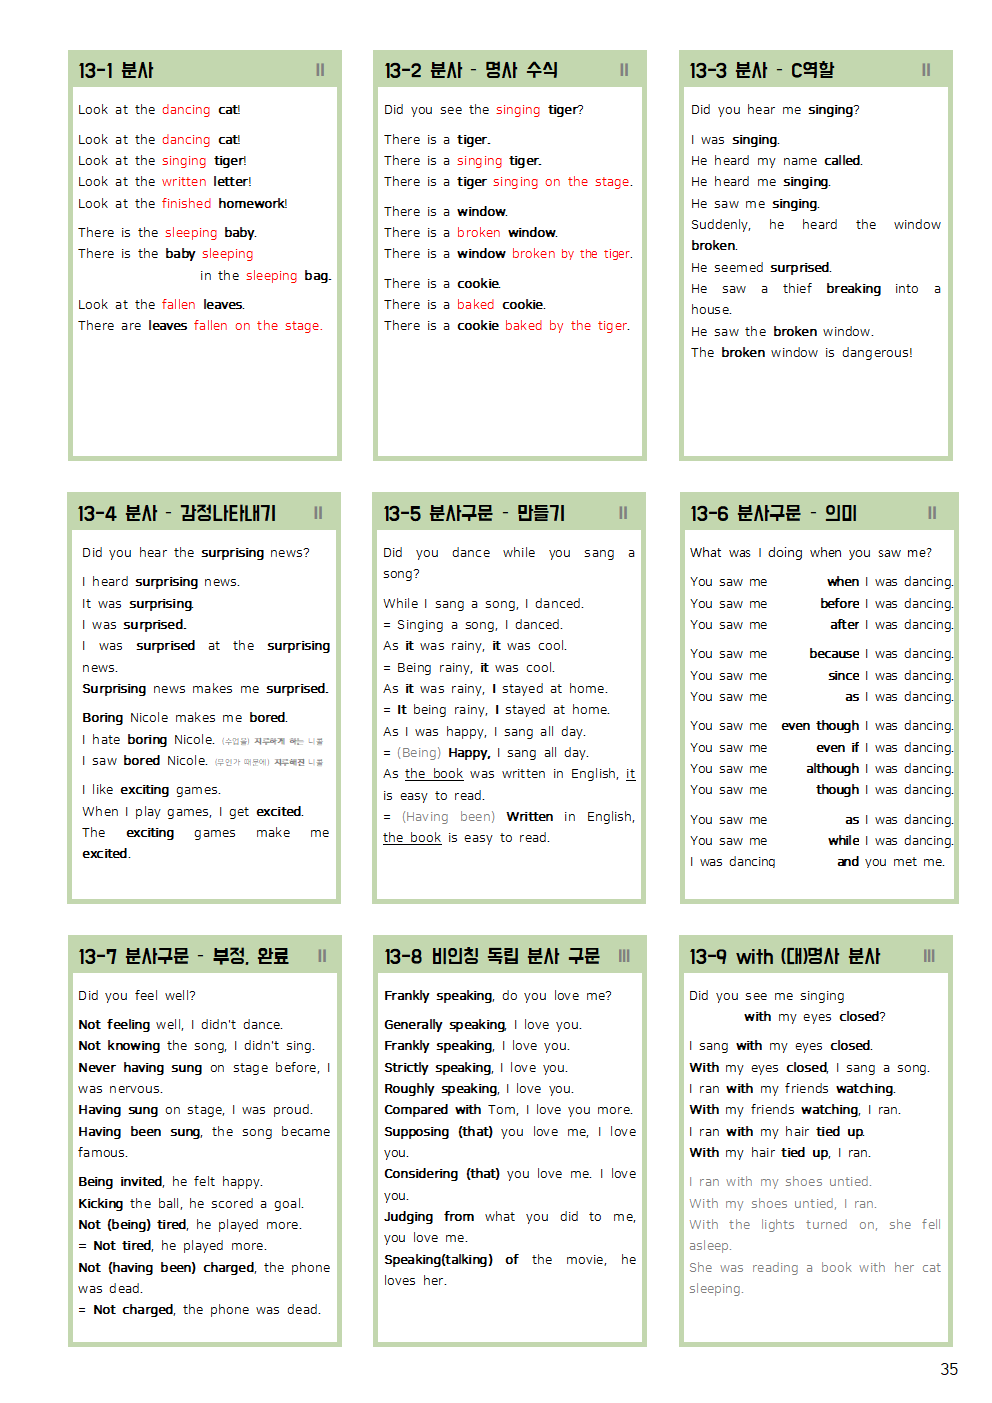 13-1 분사 II
Look at the dancing cat!
Look at the dancing cat!
Look at the singing tiger!
Look at the written letter!
Look at the finished homework!
There is the sleeping baby.
There is the baby sleeping
in the sleeping bag.
Look at the fallen leaves.
There are leaves fallen on the stage.
13-2 분사 - 명사 수식 II
Did you see the singing tiger?
There is a tiger.
There is a singing tiger.
There is a tiger singing on the stage.
There is a window.
There is a broken window.
There is a window broken by the tiger.
There is a cookie.
There is a baked cookie.
There is a cookie baked by the tiger.
13-3 분사 - C역할 II
Did you hear me singing?
I was singing.
He heard my name called.
He heard me singing.
He saw me singing.
Suddenly, he heard the window
broken.
He seemed surprised.
He saw a thief breaking into a
house.
He saw the broken window.
The broken window is dangerous!
13-4 분사 - 감정나타내기 II
Did you hear the surprising news?
I heard surprising news.
It was surprising.
I was surprised.
I was surprised at the surprising
news.
Surprising news makes me surprised.
Boring Nicole makes me bored.
I hate boring Nicole. (수업을) 지루하게 하는 니콜
I saw bored Nicole. (무언가 때문에) 지루해진 니콜
I like exciting games.
When I play games, I get excited.
The exciting games make me
excited.
13-5 분사구문 - 만들기 II
Did you dance while you sang a
song?
While I sang a song, I danced.
= Singing a song, I danced.
As it was rainy, it was cool.
= Being rainy, it was cool.
As it was rainy, I stayed at home.
= It being rainy, I stayed at home.
As I was happy, I sang all day.
= (Being) Happy, I sang all day.
As the book was written in English, it
is easy to read.
= (Having been) Written in English,
the book is easy to read.
13-6 분사구문 - 의미 II
What was I doing when you saw me?
You saw me when I was dancing.
You saw me before I was dancing.
You saw me after I was dancing.
You saw me because I was dancing.
You saw me since I was dancing.
You saw me as I was dancing.
You saw me even though I was dancing.
You saw me even if I was dancing.
You saw me although I was dancing.
You saw me though I was dancing.
You saw me as I was dancing.
You saw me while I was dancing.
I was dancing and you met me.
13-7 분사구문 - 부정, 완료 II
Did you feel well?
Not feeling well, I didn't dance.
Not knowing the song, I didn't sing.
Never having sung on stage before, I
was nervous.
Having sung on stage, I was proud.
Having been sung, the song became
famous.
Being invited, he felt happy.
Kicking the ball, he scored a goal.
Not (being) tired, he played more.
= Not tired, he played more.
Not (having been) charged, the phone
was dead.
= Not charged, the phone was dead.
13-8 비인칭 독립 분사 구문 III
Frankly speaking, do you love me?
Generally speaking, I love you.
Frankly speaking, I love you.
Strictly speaking, I love you.
Roughly speaking, I love you.
Compared with Tom, I love you more.
Supposing (that) you love me, I love
you.
Considering (that) you love me. I love
you.
Judging from what you did to me,
you love me.
Speaking(talking) of the movie, he
loves her.
13-9 with (대)명사 분사 III
Did you see me singing
with my eyes closed?
I sang with my eyes closed.
With my eyes closed, I sang a song.
I ran with my friends watching.
With my friends watching, I ran.
I ran with my hair tied up.
With my hair tied up, I ran.
I ran with my shoes untied.
With my shoes untied, I ran.
With the lights turned on, she fell
asleep.
She was reading a book with her cat
sleeping.
35